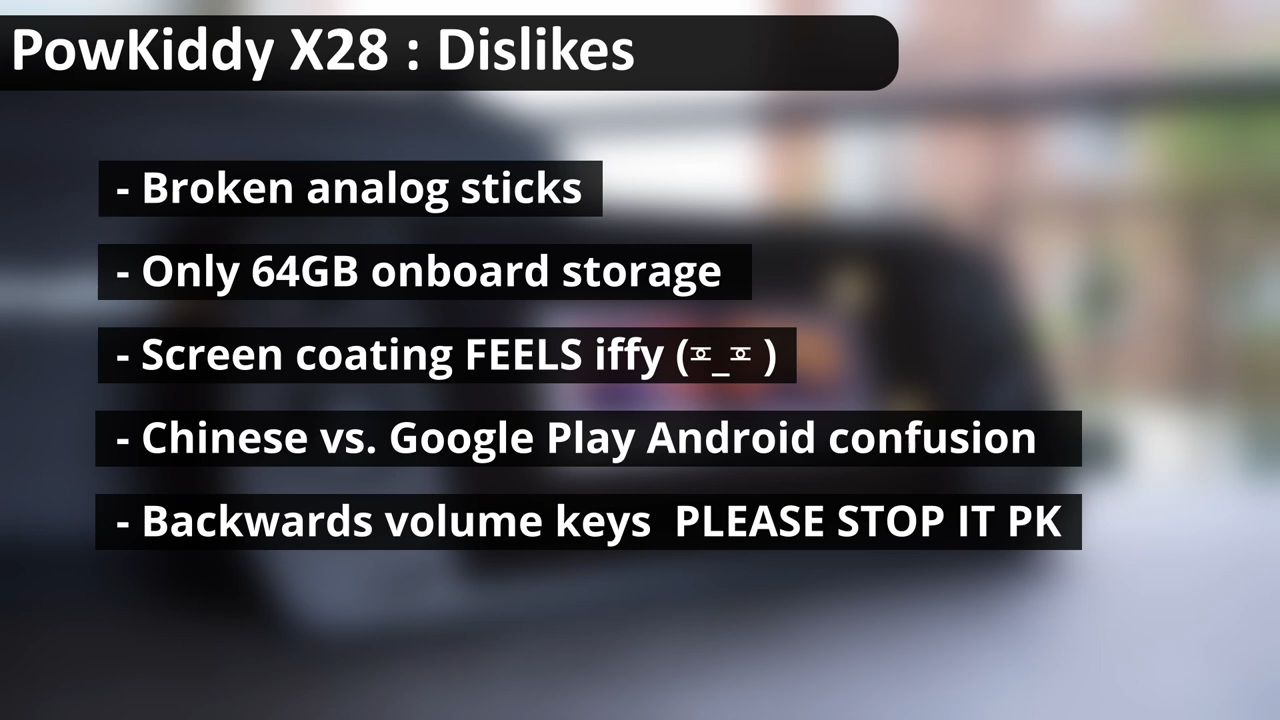 PowKiddy X28 : Dislikes
- Broken analog sticks
- Only 64GB onboard storage
- Screen coating FEELS iffy (ㆆ_ㆆ )
- Chinese vs. Google Play Android confusion
- Backwards volume keys  PLEASE STOP IT PK